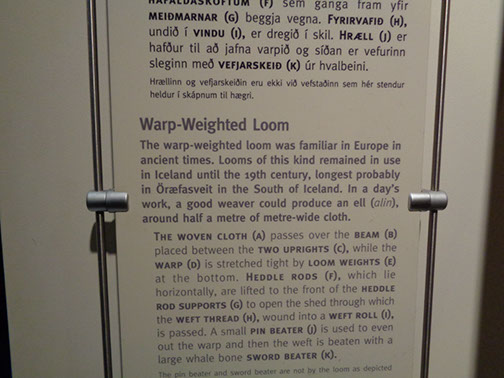 HAFALDASKÖFTUM (F) sem ganga fram yfir
MEIÐMARNAR (G) beggja vegna. FYRIRVAFIÐ (H),
undið í VINDU (I), er dregið í skil. HRÆLL (J) er
hafður til að jafna varpið og síðan er vefurinn
sleginn með VEFJARSKEIÐ (K) úr hvalbeini.
Hrællinn og vefjarskeiðin eru ekki við vefstaðinn sem hér stendur
heldur í skápnum til hægri.
Warp-Weighted Loom
The warp-weighted loom was familiar in Europe in
ancient times. Looms of this kind remained in use
in Iceland until the 19th century, longest probably
in Öræfasveit in the South of Iceland. In a day's
work, a good weaver could produce an ell (alin),
around half a metre of metre-wide cloth.
THE WOVEN CLOTH (A) passes over the BEAM (B)
placed between the TWO UPRIGHTS (C), while the
WARP (D) is stretched tight by LOOM WEIGHTS (E)
at the bottom. HEDDLE RODS (F), which lie
horizontally, are lifted to the front of the HEDDLE
ROD SUPPORTS (G) to open the shed through which
the WEFT THREAD (H), wound into a WEFT ROLL (I),
is passed. A small PIN BEATER (J) is used to even
out the warp and then the weft is beaten with a
large whale bone SWORD BEATER (K).
The pin beater and sword beater are not by the loom as depicted